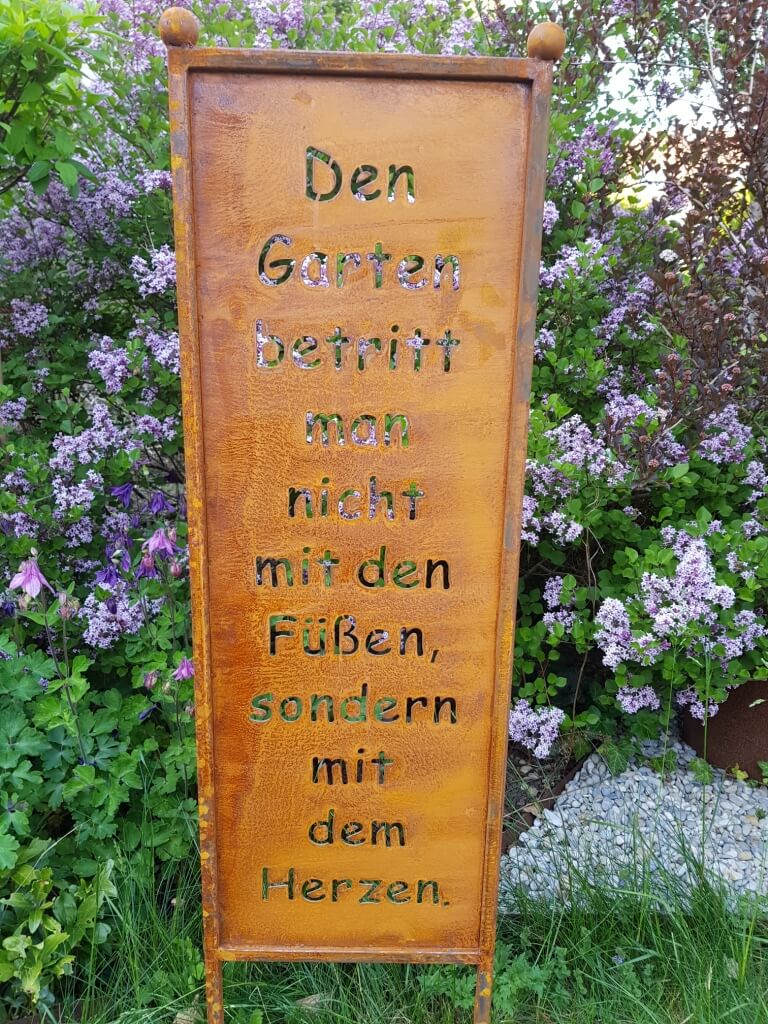 Den
Garten
betritt
man
nicht
mit den
Füßen,
sondern
mit
dem
Herzen.